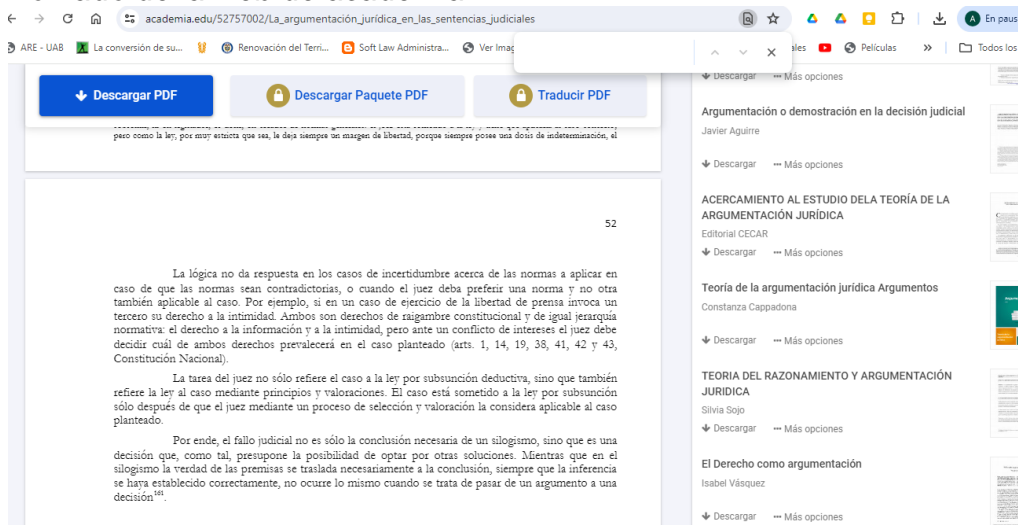 academia.edu/52757002/La_argumentación_jurídica_en_las_sentencias_judiciales
En paus
ARE - UAB
La conversión de su...
Renovación del Terri...
Soft Law Administra...
Ver Imag
ales
Películas
»
Todos los
Descargar PDF
Descargar Paquete PDF
Traducir PDF
pero como la ley, por muy estricta que sea, le deja siempre un margen de libertad, porque siempre posee una dosis de indeterminación, el
52
La lógica no da respuesta en los casos de incertidumbre acerca de las normas a aplicar en
caso de que las normas sean contradictorias, o cuando el juez deba preferir una norma y no otra
también aplicable al caso. Por ejemplo, si en un caso de ejercicio de la libertad de prensa invoca un
tercero su derecho a la intimidad. Ambos son derechos de raigambre constitucional y de igual jerarquía
normativa: el derecho a la información y a la intimidad, pero ante un conflicto de intereses el juez debe
decidir cuál de ambos derechos prevalecerá en el caso planteado (arts. 1, 14, 19, 38, 41, 42 y 43,
Constitución Nacional).
La tarea del juez no sólo refiere el caso a la ley por subsunción deductiva, sino que también
refiere la ley al caso mediante principios y valoraciones. El caso está sometido a la ley por subsunción
sólo después de que el juez mediante un proceso de selección y valoración la considera aplicable al caso
planteado.
Por ende, el fallo judicial no es sólo la conclusión necesaria de un silogismo, sino que es una
decisión que, como tal, presupone la posibilidad de optar por otras soluciones. Mientras que en el
silogismo la verdad de las premisas se traslada necesariamente a la conclusión, siempre que la inferencia
se haya establecido correctamente, no ocurre lo mismo cuando se trata de pasar de un argumento a una
decisión¹⁶¹.
Descargar ••• Más opciones
Argumentación o demostración en la decisión judicial
Javier Aguirre
Descargar ••• Más opciones
ACERCAMIENTO AL ESTUDIO DELA TEORÍA DE LA
ARGUMENTACIÓN JURÍDICA
Editorial CECAR
Descargar ••• Más opciones
Teoría de la argumentación jurídica Argumentos
Constanza Cappadona
Descargar ••• Más opciones
TEORIA DEL RAZONAMIENTO Y ARGUMENTACIÓN
JURIDICA
Silvia Sojo
Descargar ••• Más opciones
El Derecho como argumentación
Isabel Vásquez
Descargar ••• Más opciones